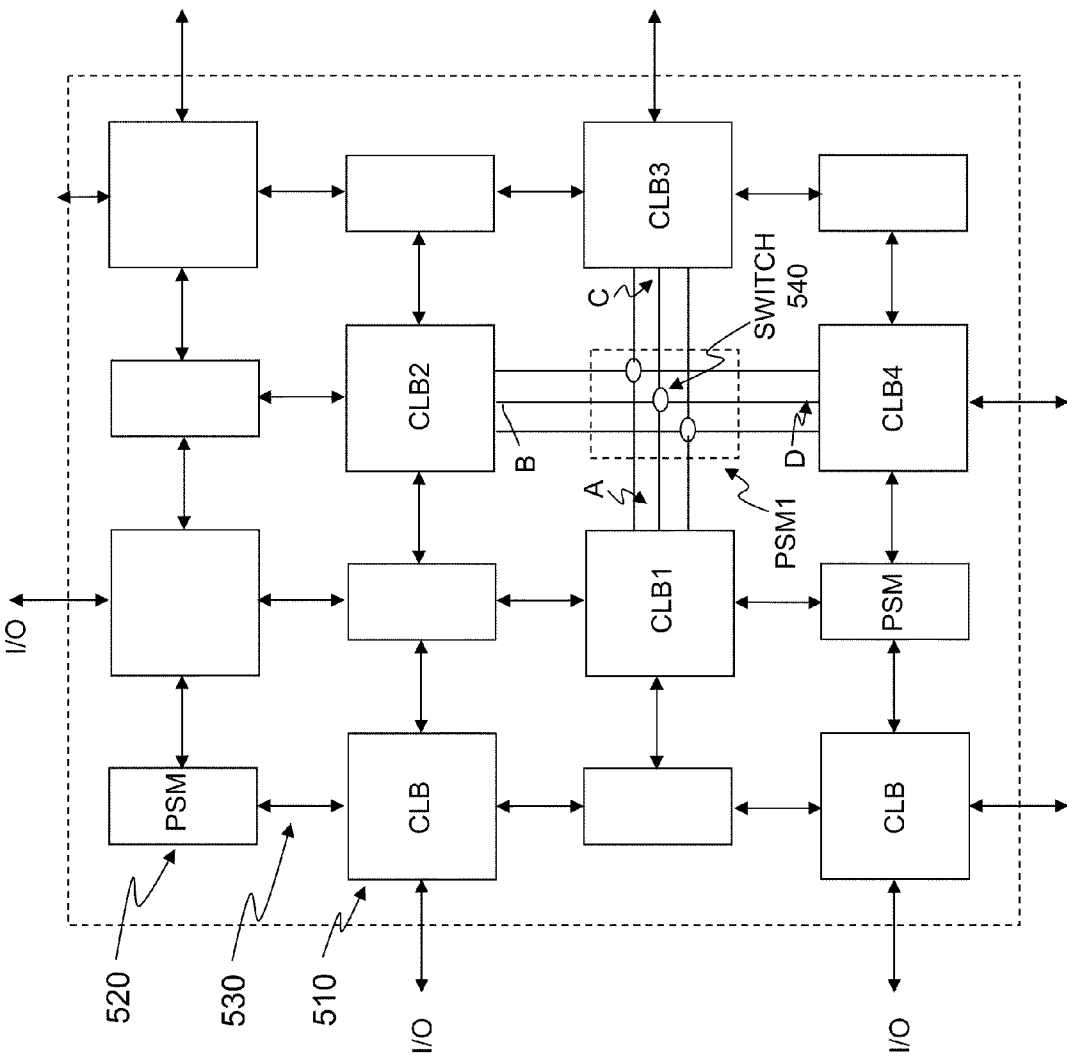 I/O
520
PSM
530
510
CLB
I/O
CLB2
B
C
CLB3
SWITCH
540
A
CLB1
PSM1
D
CLB4
PSM
CLB
I/O